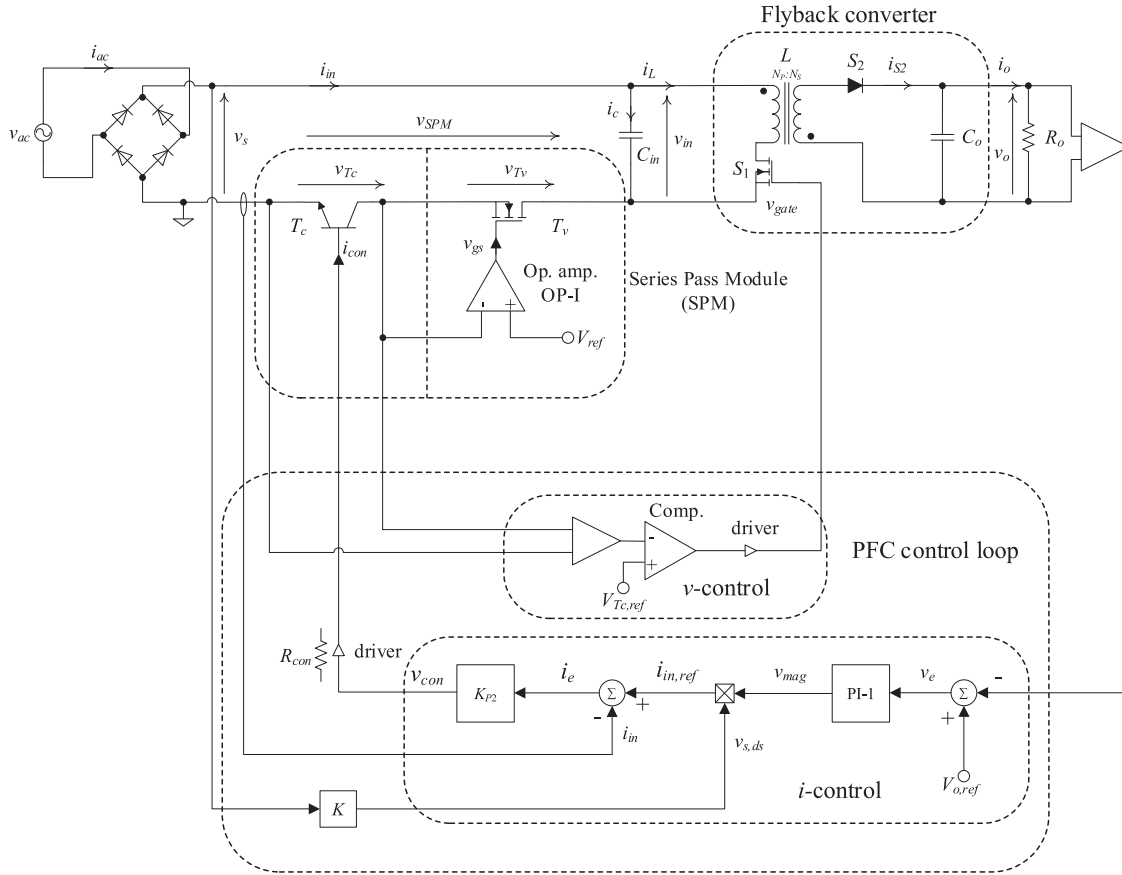 Flyback converter
i_ac
i_in
i_L
L
N_P:N_S
S_2
i_S2
i_o
v_ac
v_s
v_SPM
i_c
C_in
v_in
C_o
v_o
R_o
S_1
v_gate
v_Tc
v_Tv
T_c
T_v
i_con
v_gs
Op. amp.
OP-I
-
+
V_ref
Series Pass Module
(SPM)
Comp.
driver
-
+
V_Tc,ref
v-control
PFC control loop
R_con
driver
v_con
K_P2
i_e
Σ
+
-
i_in
i_in,ref
v_mag
v_s,ds
PI-1
v_e
Σ
-
+
V_o,ref
i-control
K